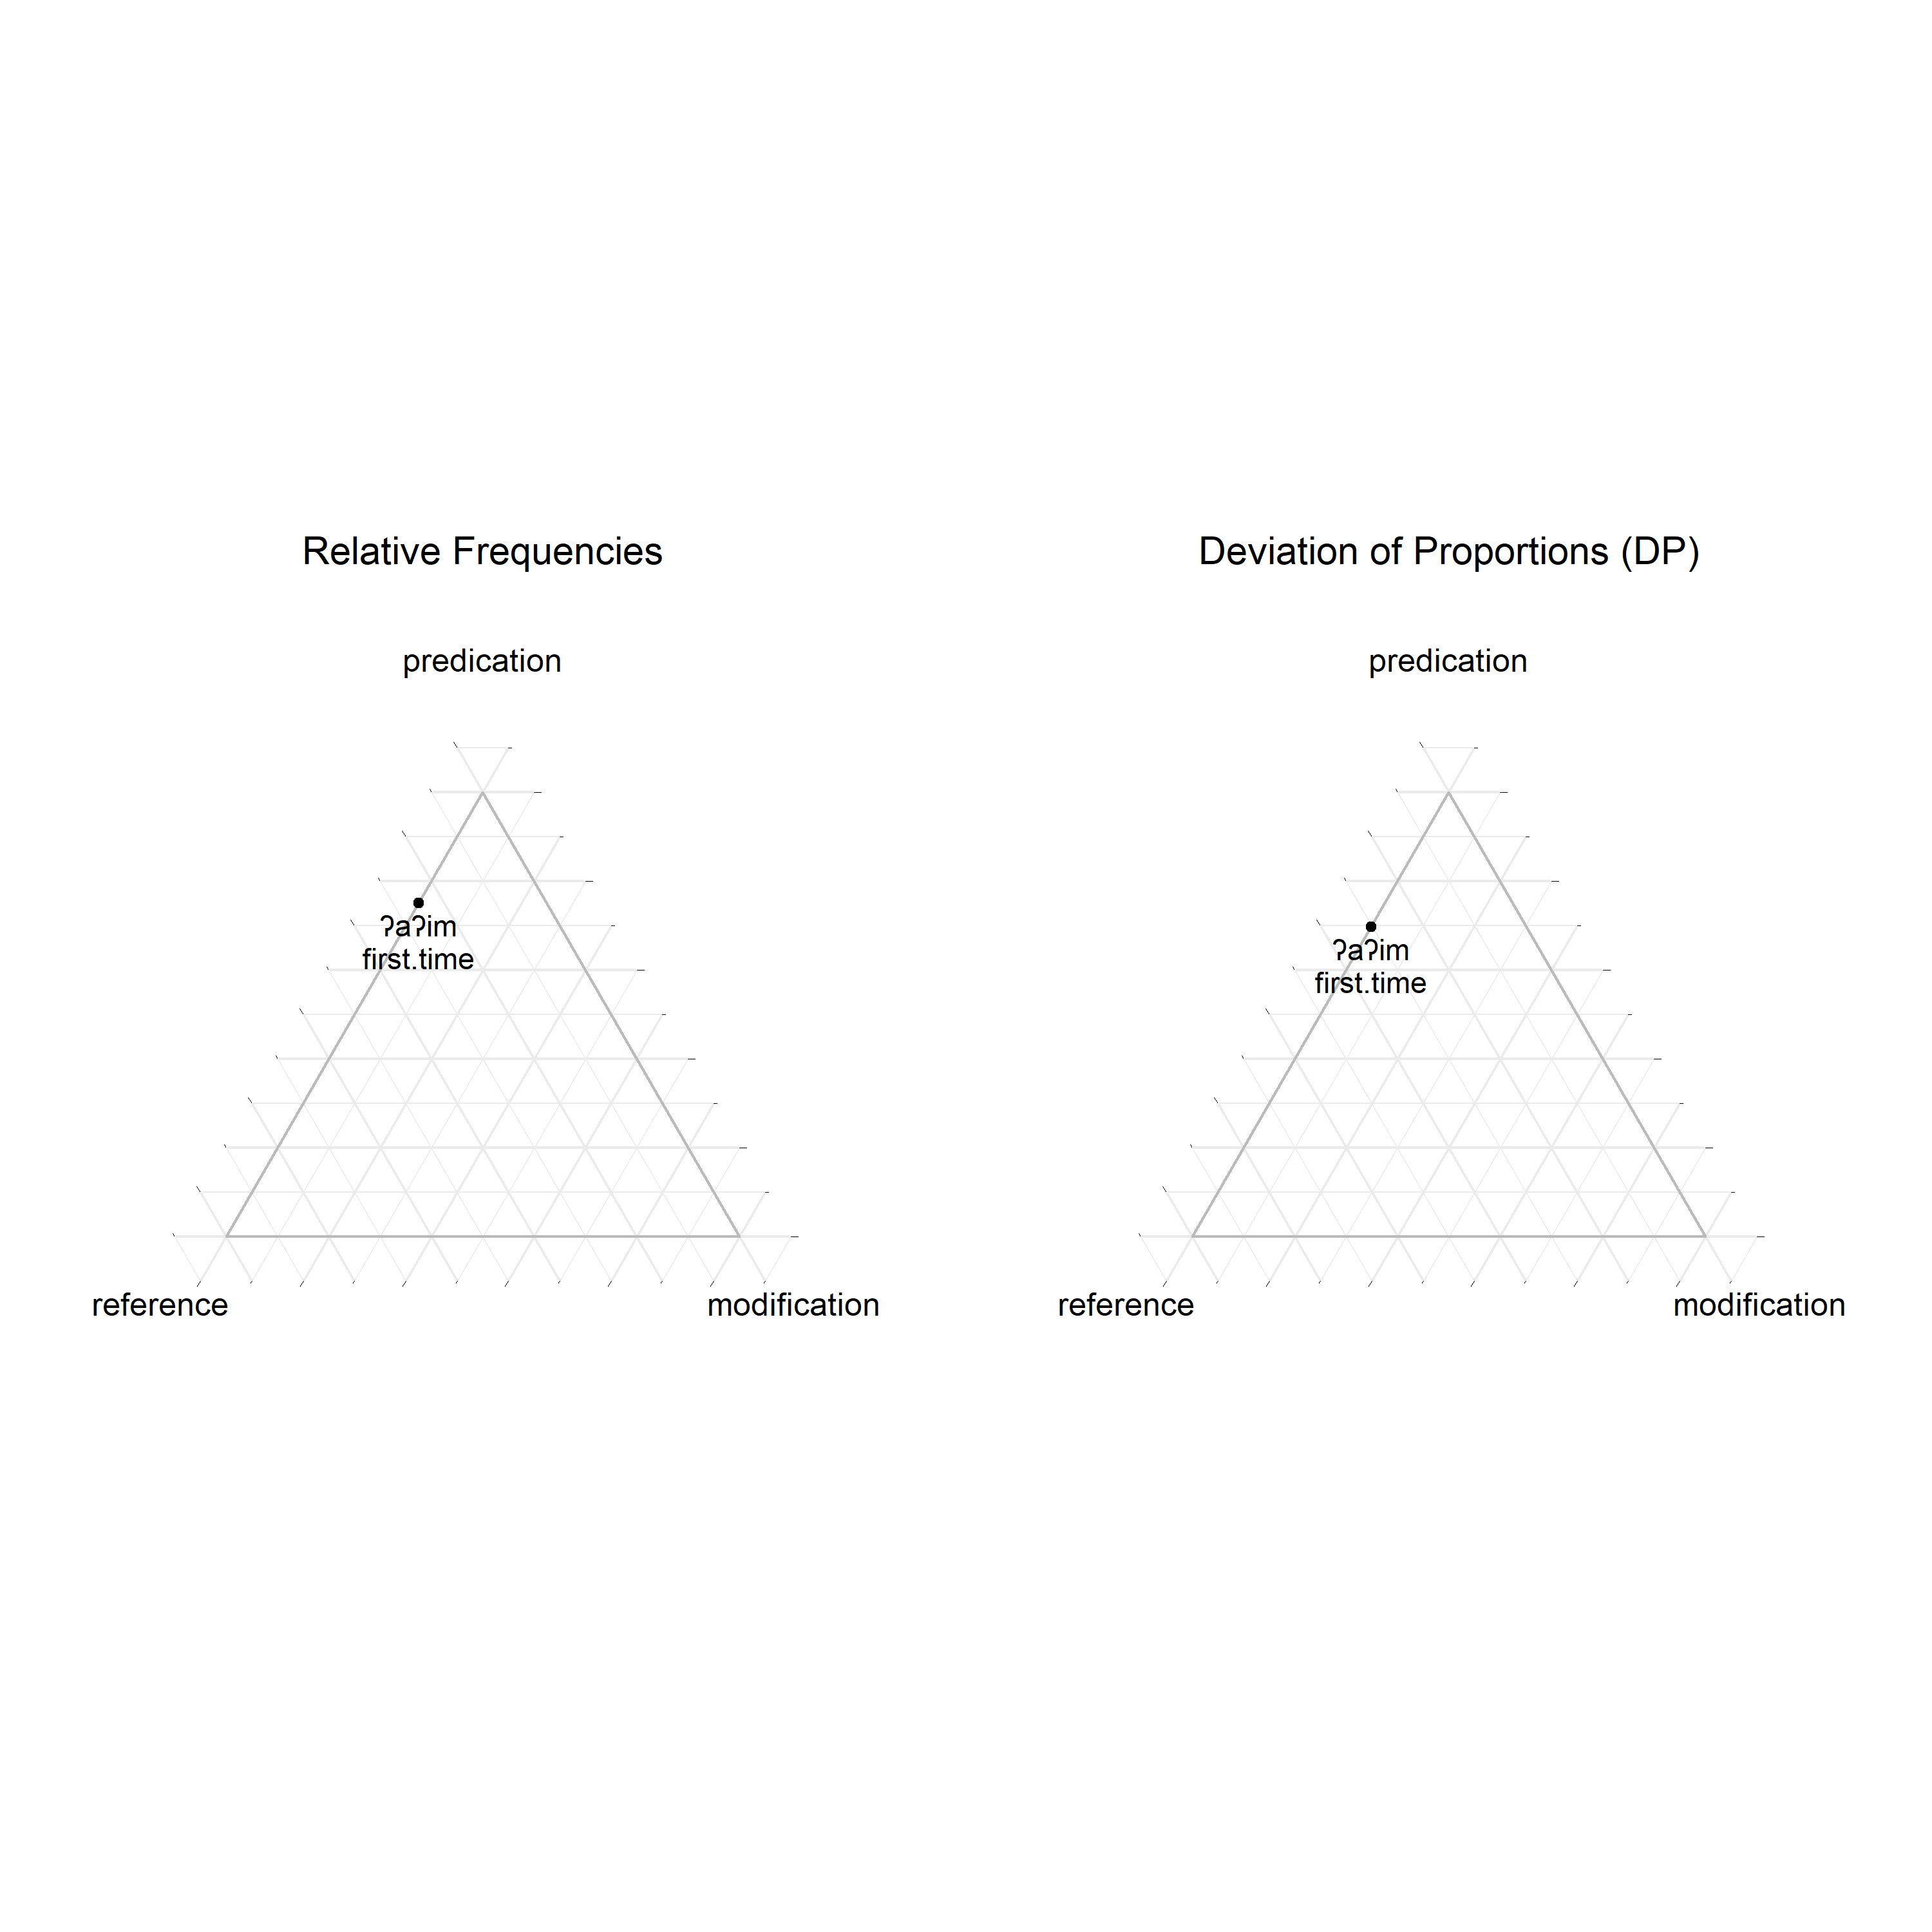 Relative Frequencies
predication
ʔaʔim
first.time
reference
modification
Deviation of Proportions (DP)
predication
ʔaʔim
first.time
reference
modification